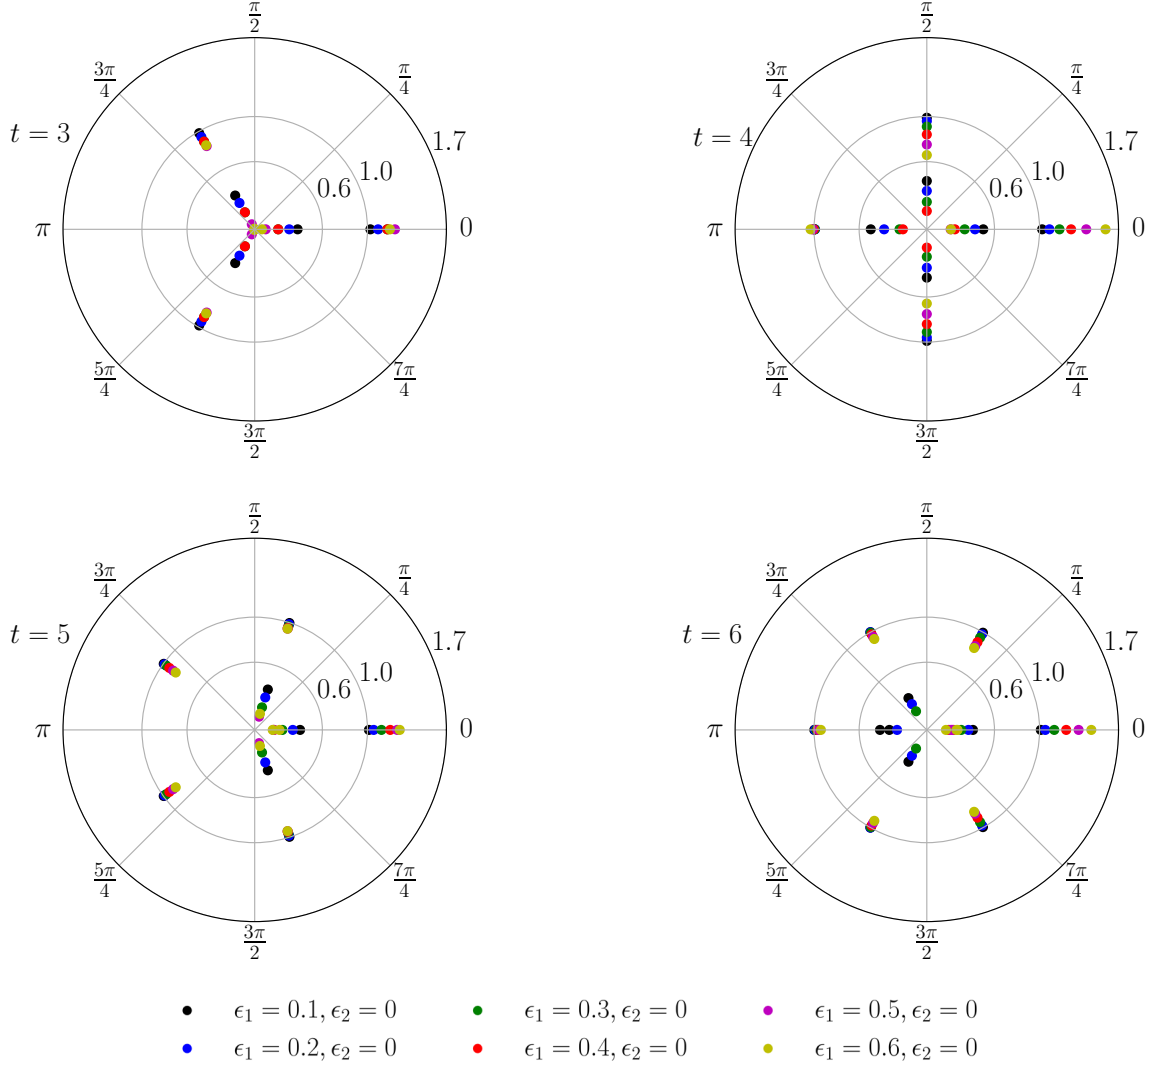 π/2 π/2
3π/4 π/4 3π/4 π/4
t = 3 1.7 t = 4 1.7
0.6 1.0 0.6 1.0
π 0 π 0
5π/4 7π/4 5π/4 7π/4
3π/2 3π/2
π/2 π/2
3π/4 π/4 3π/4 π/4
t = 5 1.7 t = 6 1.7
0.6 1.0 0.6 1.0
π 0 π 0
5π/4 7π/4 5π/4 7π/4
3π/2 3π/2
ϵ₁ = 0.1, ϵ₂ = 0 ϵ₁ = 0.3, ϵ₂ = 0 ϵ₁ = 0.5, ϵ₂ = 0
ϵ₁ = 0.2, ϵ₂ = 0 ϵ₁ = 0.4, ϵ₂ = 0 ϵ₁ = 0.6, ϵ₂ = 0